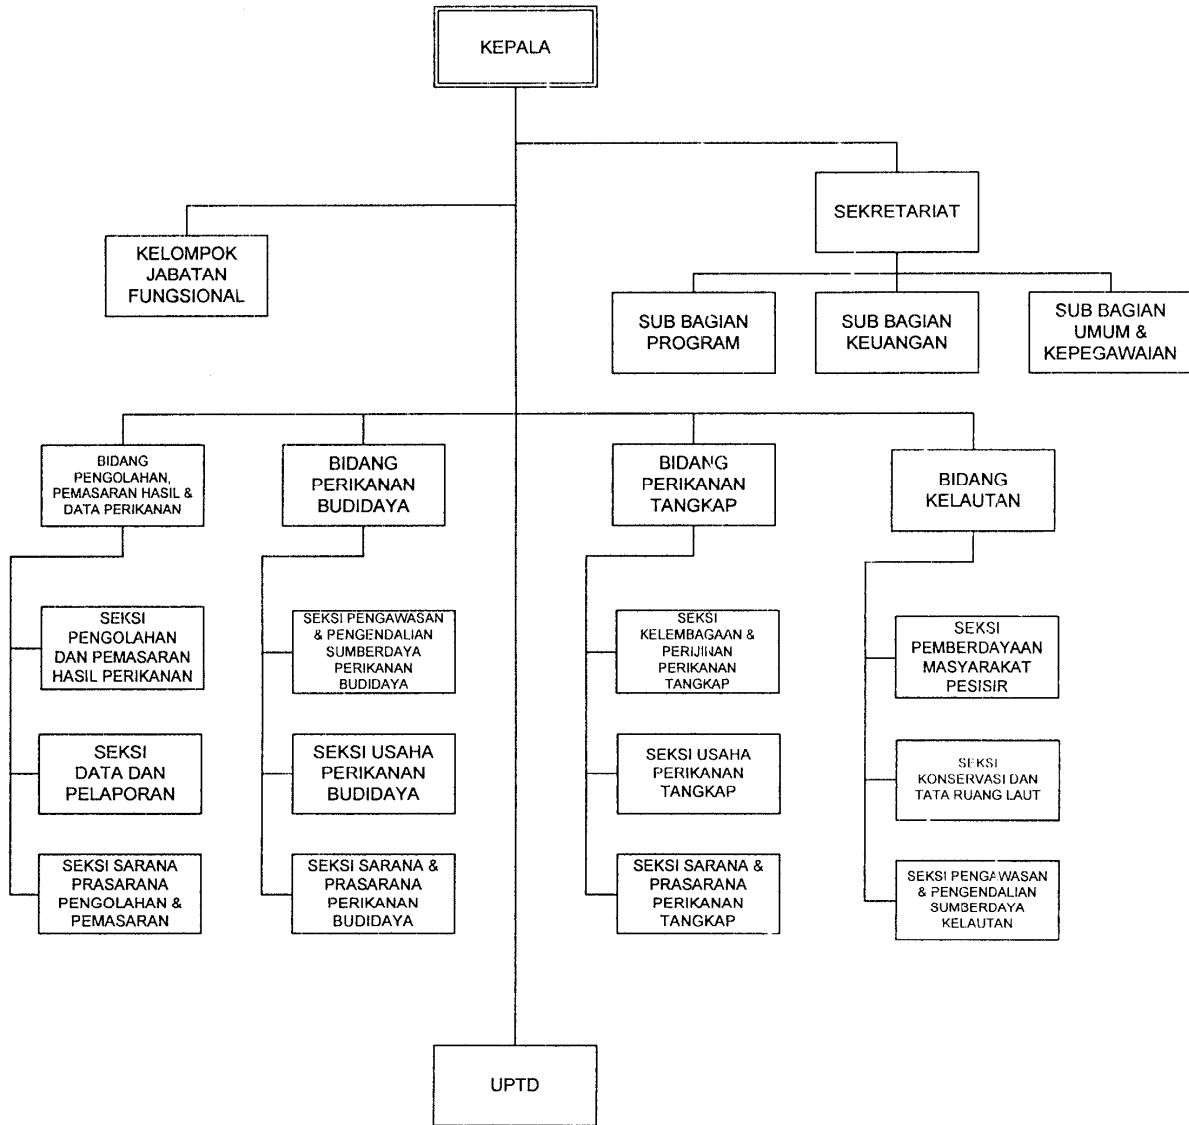 KEPALA
SEKRETARIAT
KELOMPOK
JABATAN
FUNGSIONAL
SUB BAGIAN
PROGRAM
SUB BAGIAN
KEUANGAN
SUB BAGIAN
UMUM &
KEPEGAWAIAN
BIDANG
PENGOLAHAN,
PEMASARAN HASIL &
DATA PERIKANAN
BIDANG
PERIKANAN
BUDIDAYA
BIDANG
PERIKANAN
TANGKAP
BIDANG
KELAUTAN
SEKSI
PENGOLAHAN
DAN PEMASARAN
HASIL PERIKANAN
SEKSI PENGAWASAN
& PENGENDALIAN
SUMBERDAYA
PERIKANAN
BUDIDAYA
SEKSI
KELEMBAGAAN &
PERIJINAN
PERIKANAN
TANGKAP
SEKSI
PEMBERDAYAAN
MASYARAKAT
PESISIR
SEKSI
DATA DAN
PELAPORAN
SEKSI USAHA
PERIKANAN
BUDIDAYA
SEKSI USAHA
PERIKANAN
TANGKAP
SEKSI
KONSERVASI DAN
TATA RUANG LAUT
SEKSI SARANA
PRASARANA
PENGOLAHAN &
PEMASARAN
SEKSI SARANA &
PRASARANA
PERIKANAN
BUDIDAYA
SEKSI SARANA &
PRASARANA
PERIKANAN
TANGKAP
SEKSI PENGAWASAN
& PENGENDALIAN
SUMBERDAYA
KELAUTAN
UPTD